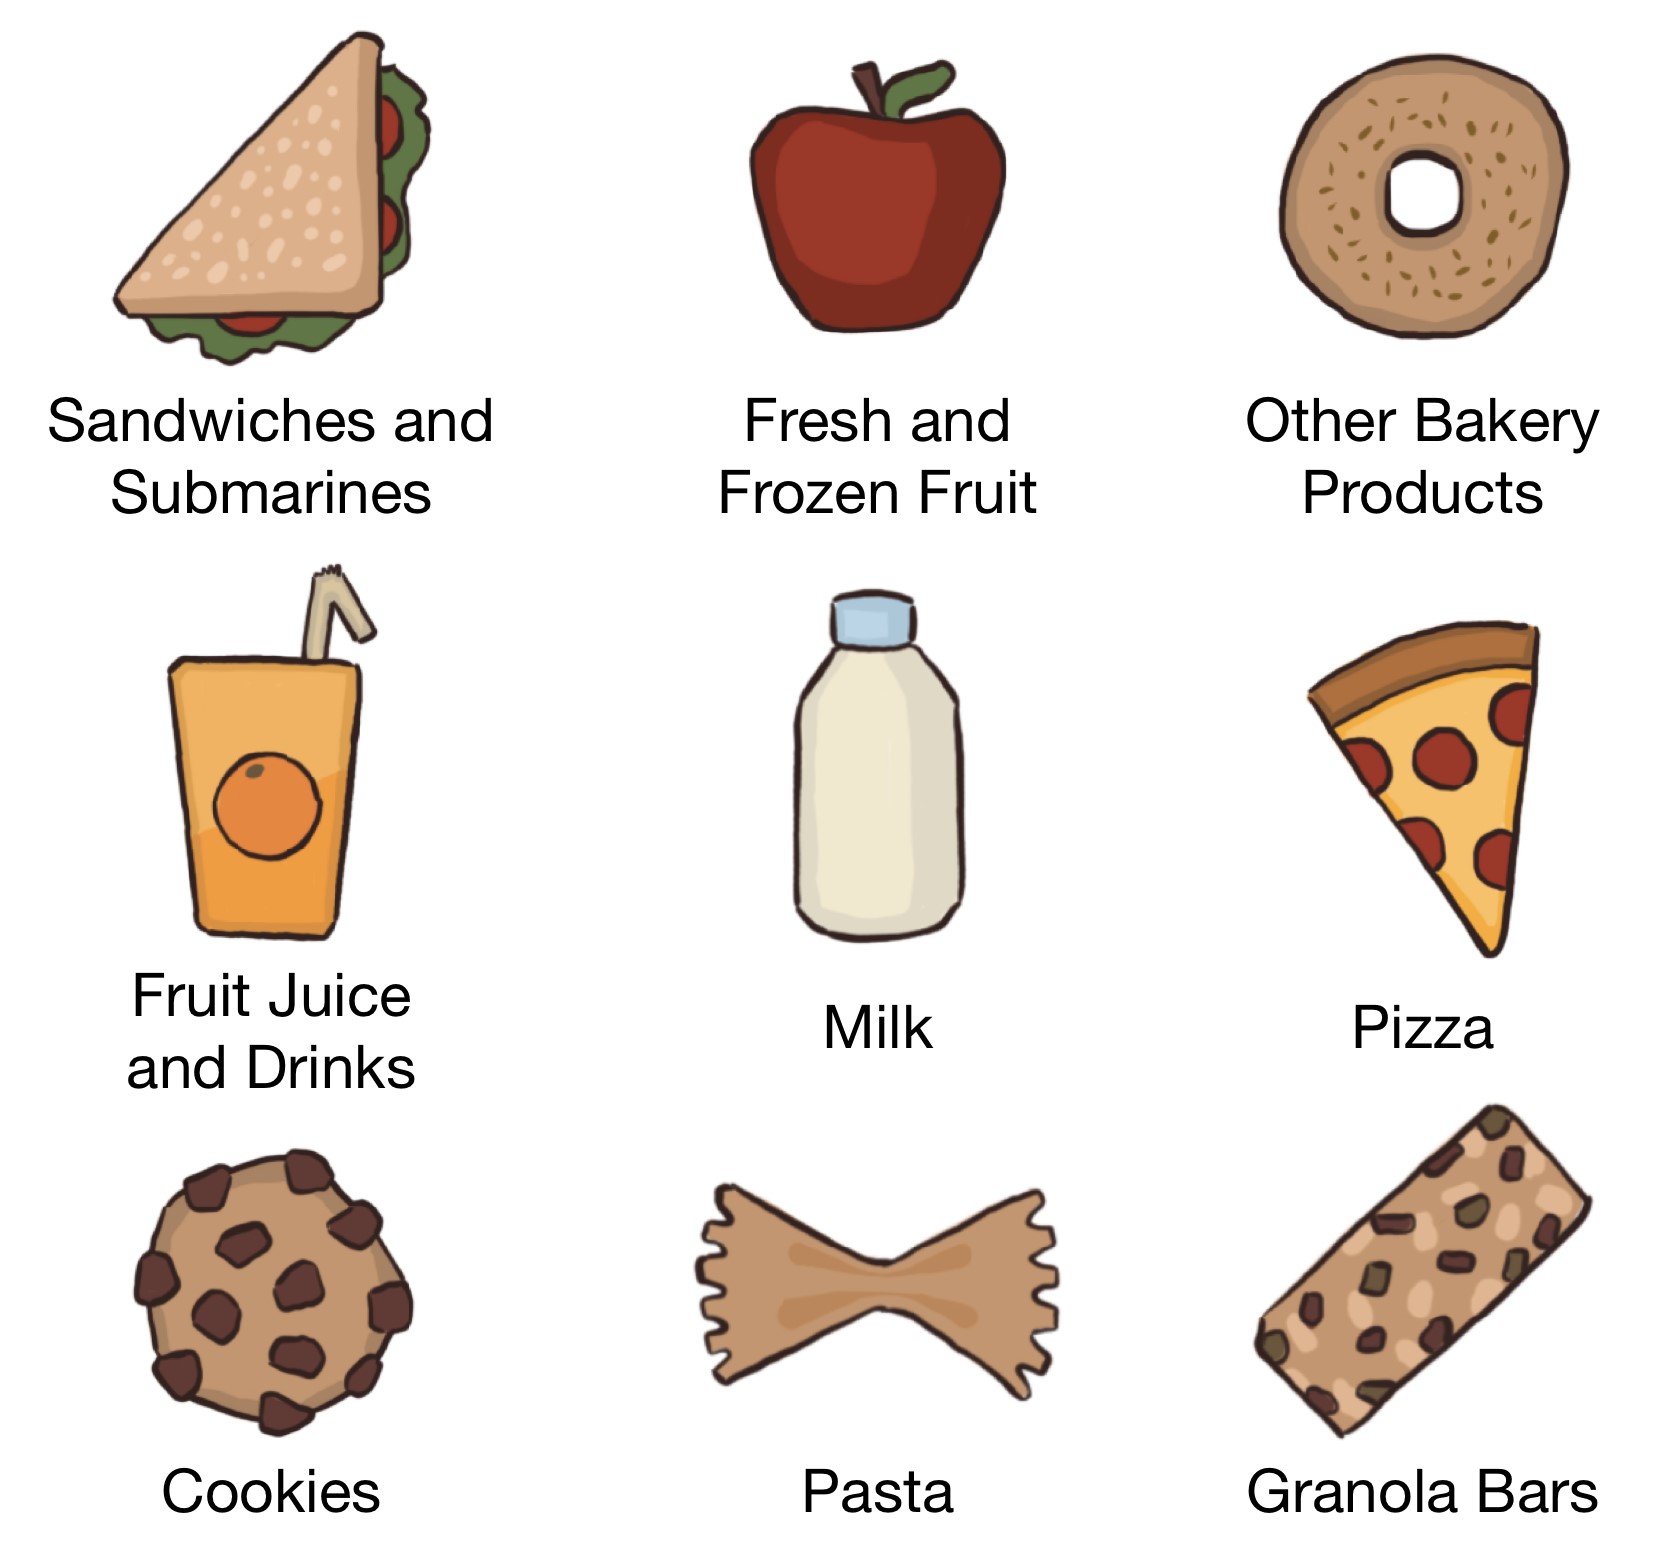 Sandwiches and
Submarines
Fresh and
Frozen Fruit
Other Bakery
Products
Fruit Juice
and Drinks
Milk
Pizza
Cookies
Pasta
Granola Bars